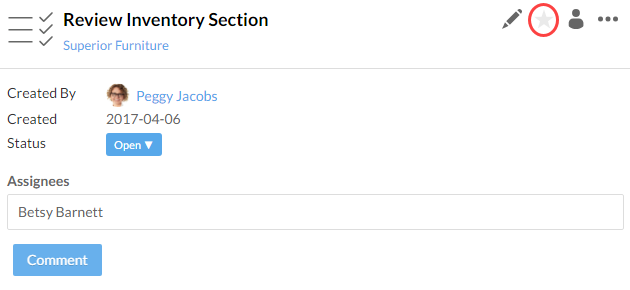 Review Inventory Section
Superior Furniture
Created By Peggy Jacobs
Created 2017-04-06
Status Open ▼
Assignees
Betsy Barnett
Comment